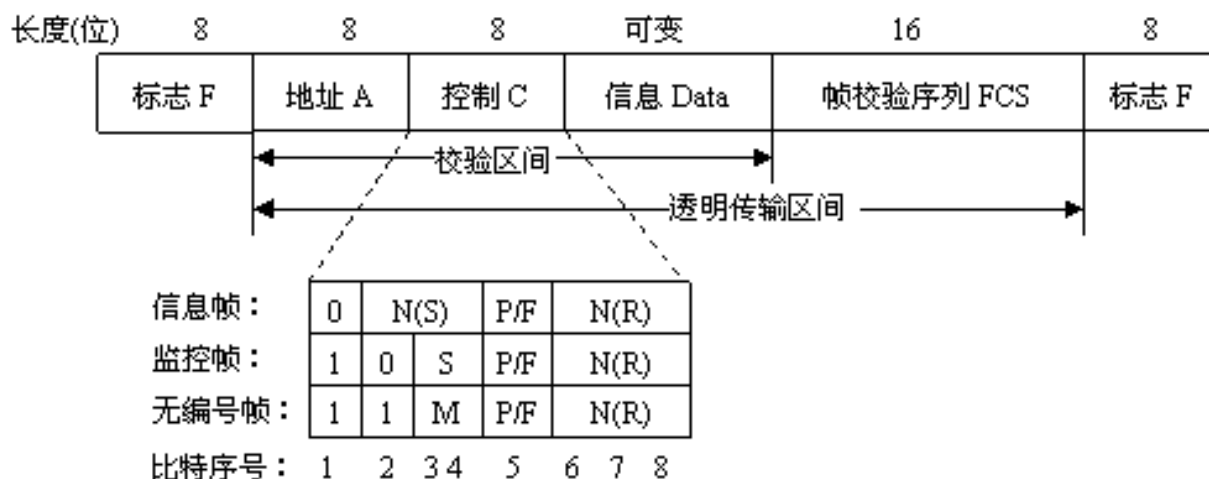 长度(位) 8 8 8 可变 16 8
标志 F 地址 A 控制 C 信息 Data 帧校验序列 FCS 标志 F
校验区间
透明传输区间
信息帧： 0 N(S) P/F N(R)
监控帧： 1 0 S P/F N(R)
无编号帧： 1 1 M P/F N(R)
比特序号： 1 2 3 4 5 6 7 8